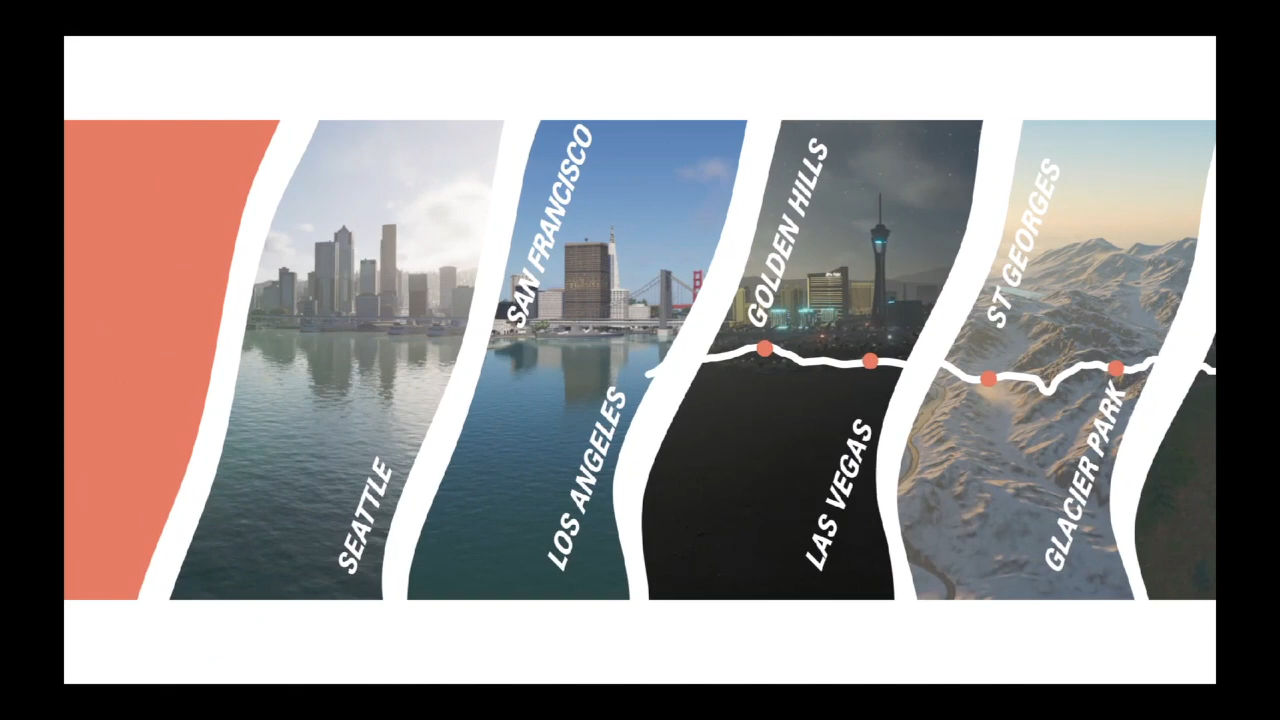 SEATTLE
SAN FRANCISCO
LOS ANGELES
GOLDEN HILLS
LAS VEGAS
ST GEORGES
GLACIER PARK